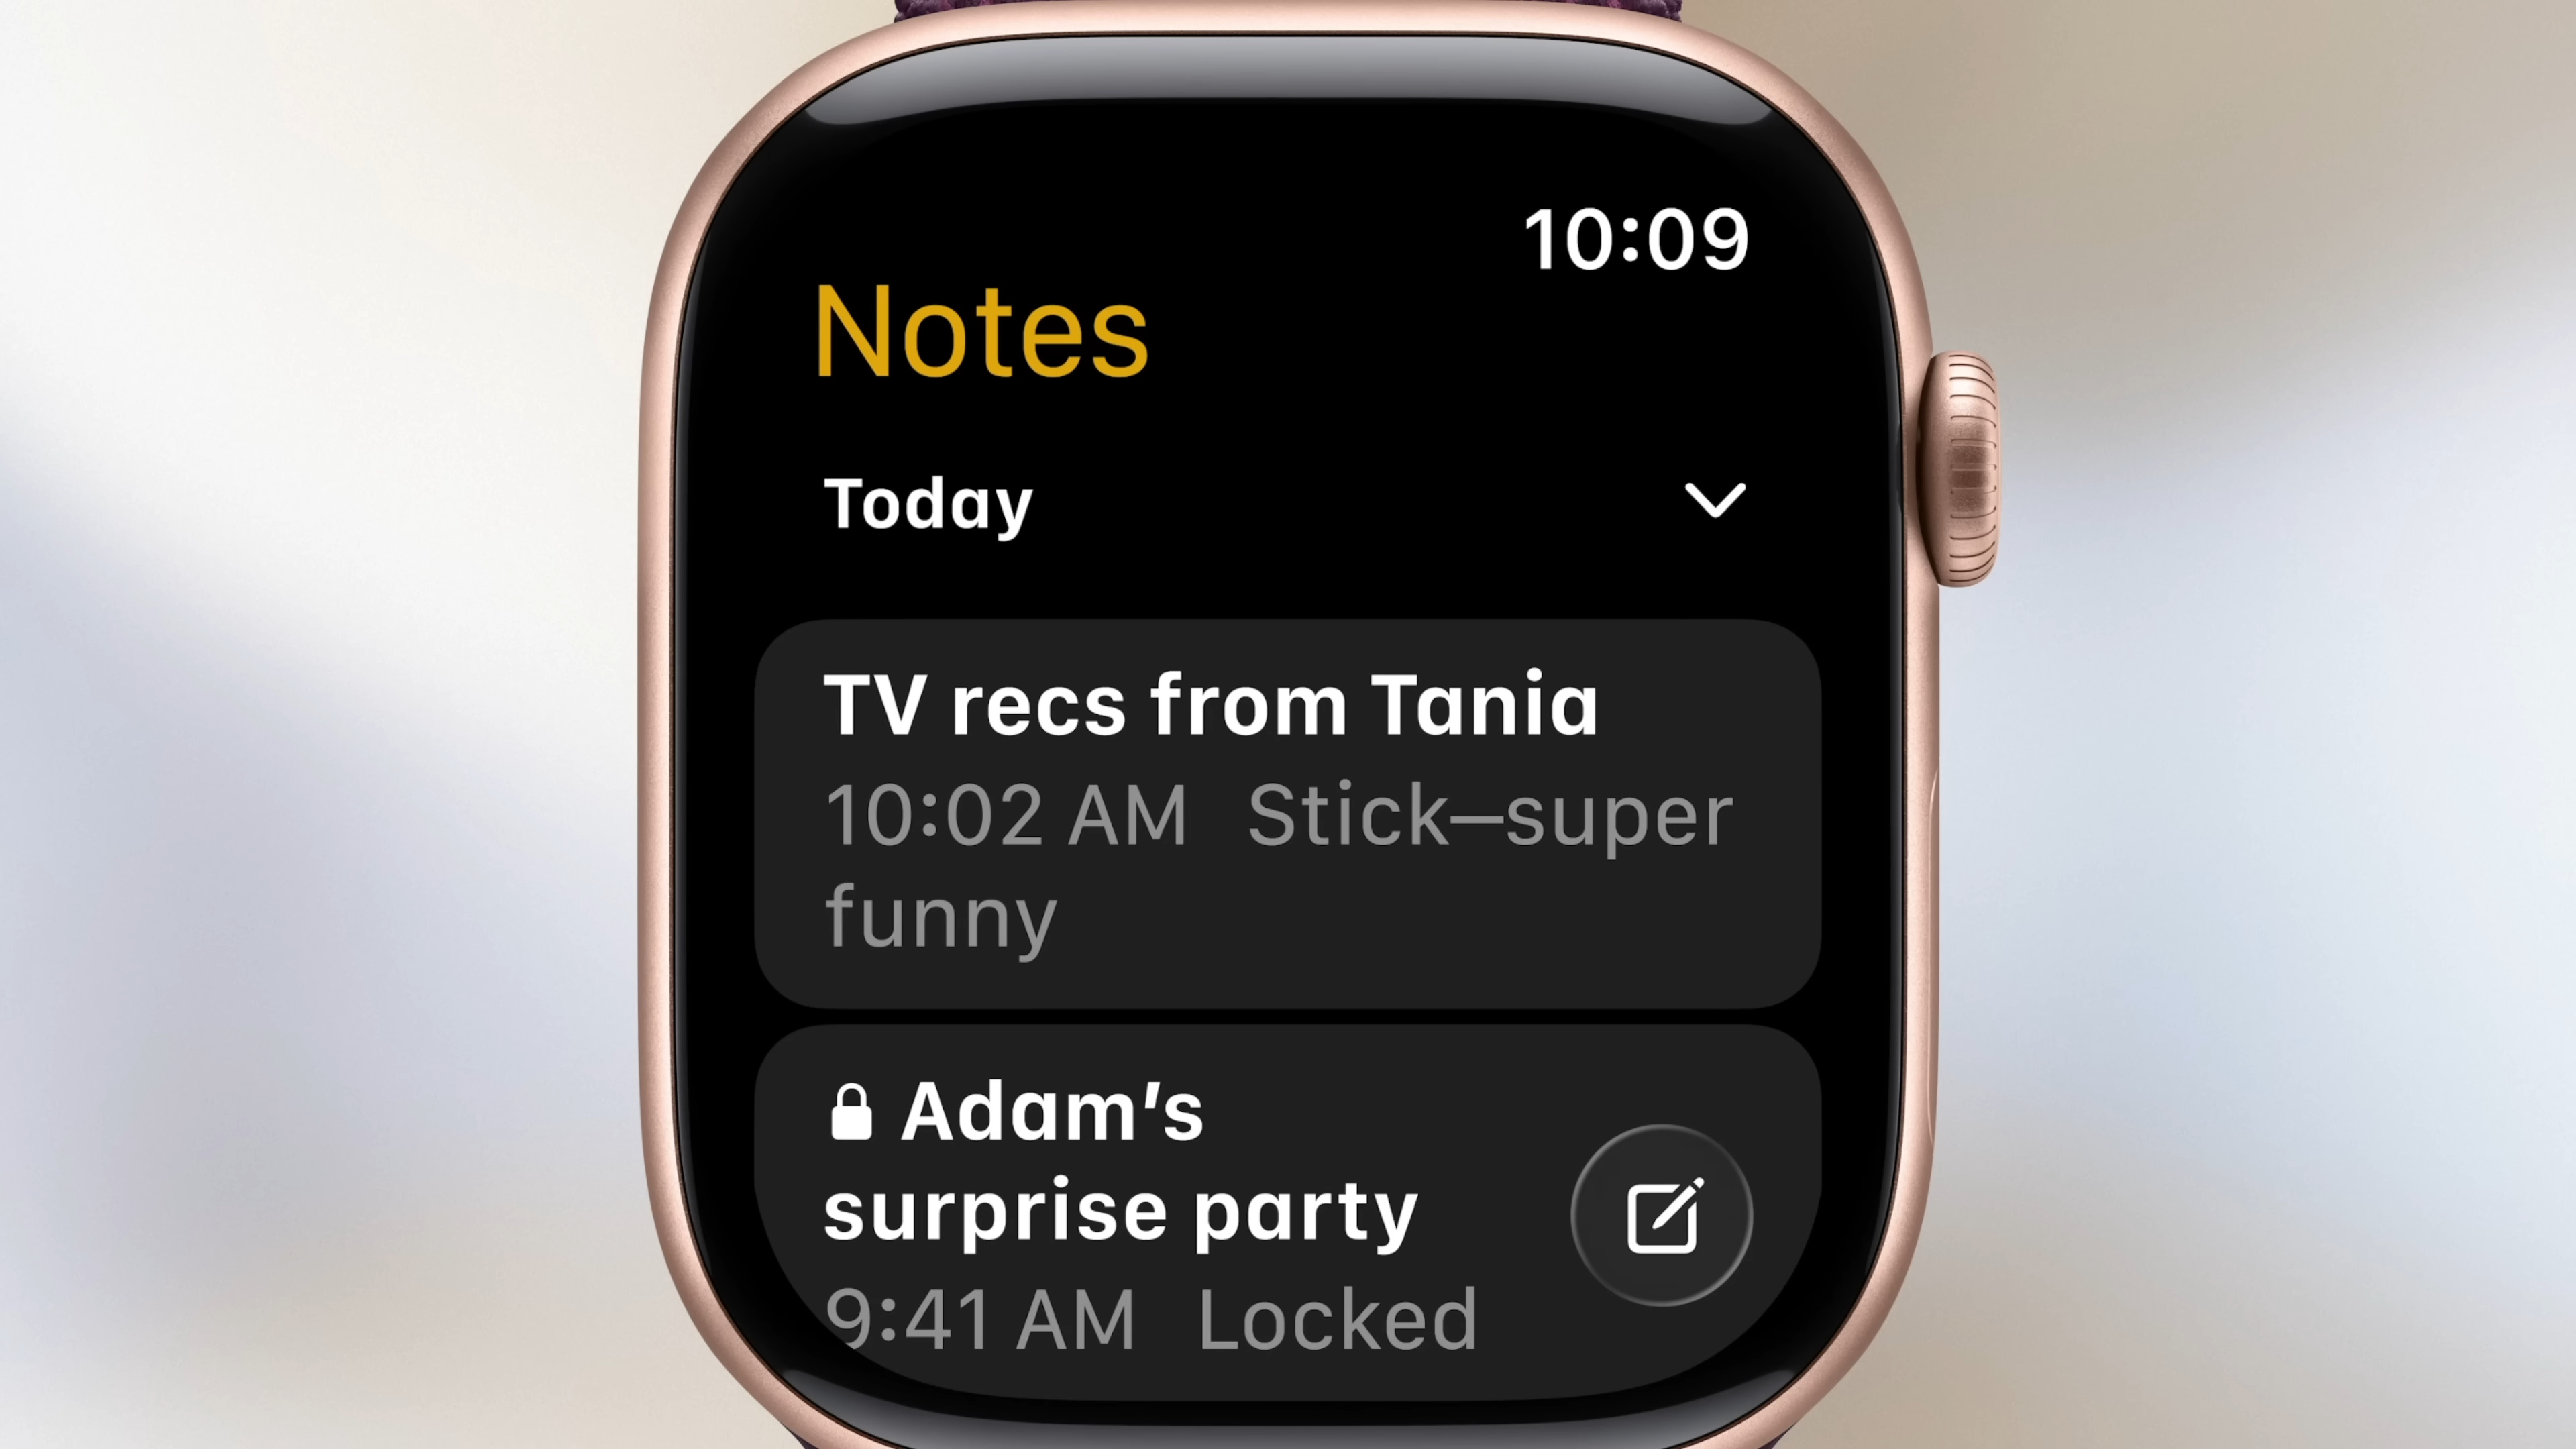 10:09
Notes
Today
TV recs from Tania
10:02 AM Stick—super
funny
Adam’s
surprise party
9:41 AM Locked